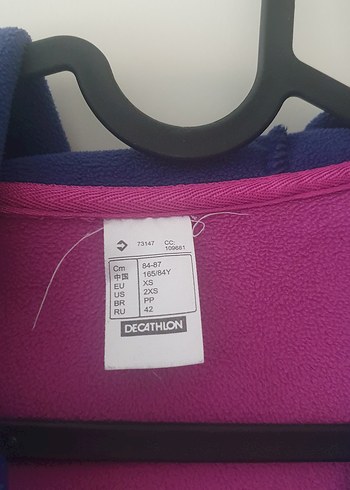 73147 CC:
109681
Cm 84-87
中国 165/84Y
EU XS
US 2XS
BR PP
RU 42
DECATHLON